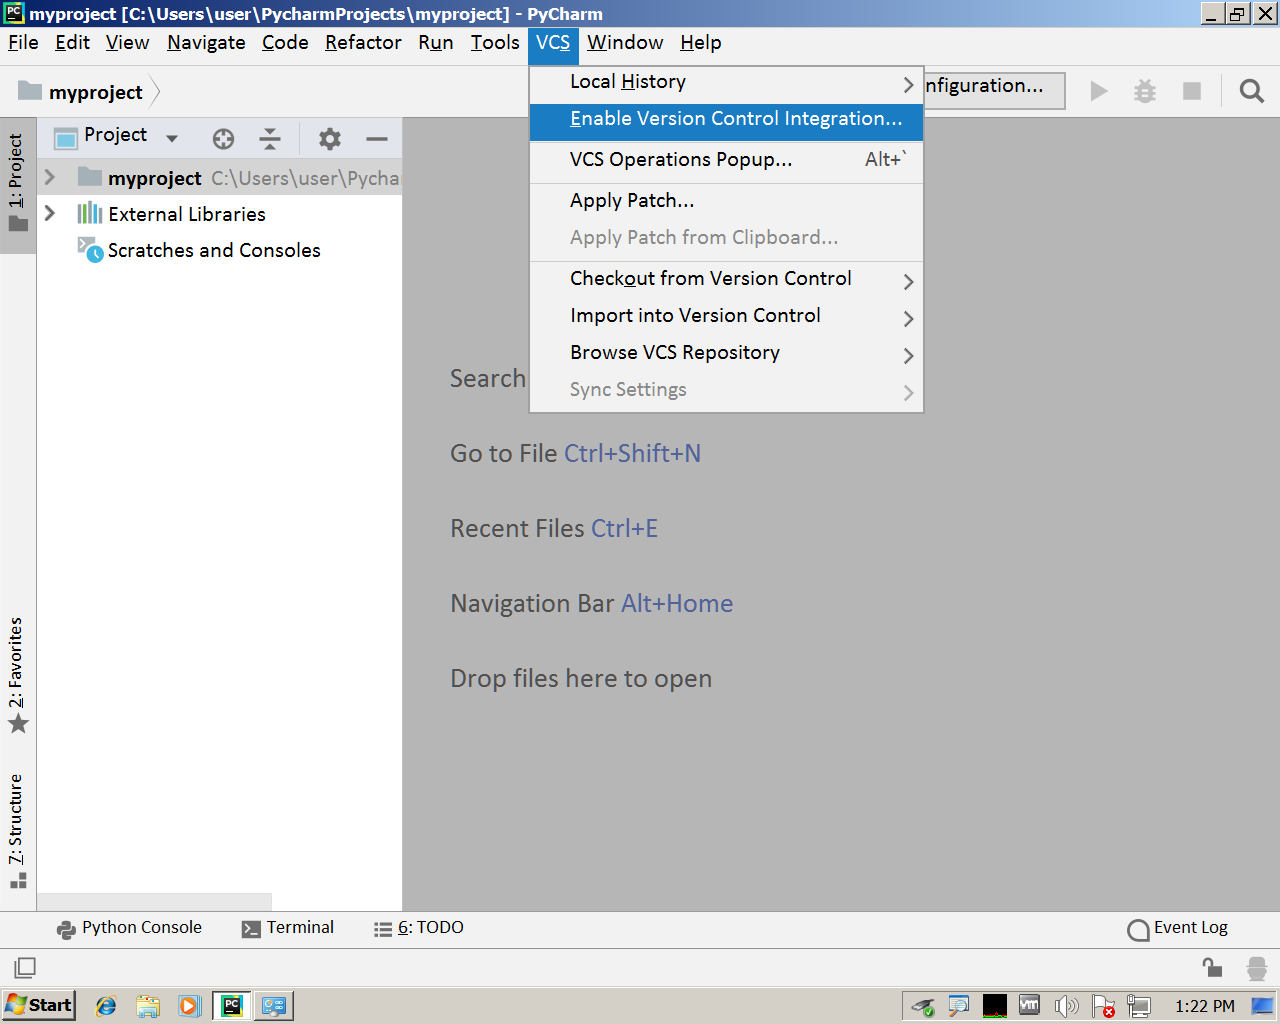 myproject [C:\Users\user\PycharmProjects\myproject] - PyCharm
File Edit View Navigate Code Refactor Run Tools VCS Window Help
myproject
nfiguration...
Local History
Enable Version Control Integration...
VCS Operations Popup... Alt+`
Apply Patch...
Apply Patch from Clipboard...
Checkout from Version Control
Import into Version Control
Browse VCS Repository
Sync Settings
1: Project
Project
myproject C:\Users\user\Pychar
External Libraries
Scratches and Consoles
Search
Go to File Ctrl+Shift+N
Recent Files Ctrl+E
Navigation Bar Alt+Home
Drop files here to open
2: Favorites
7: Structure
Python Console Terminal 6: TODO Event Log
Start 1:22 PM